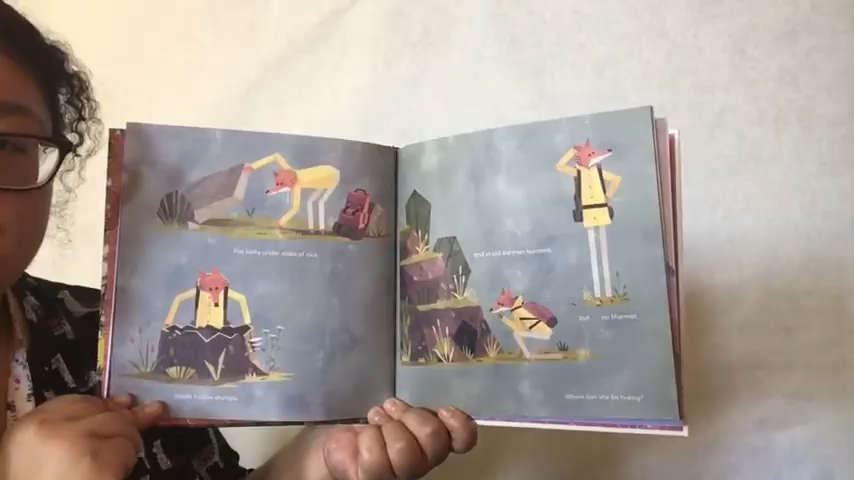 Fox looks under slabs of rock
inside hollow stumps
and in old earthen burrows
but no Marmot.
Where can she be hiding?